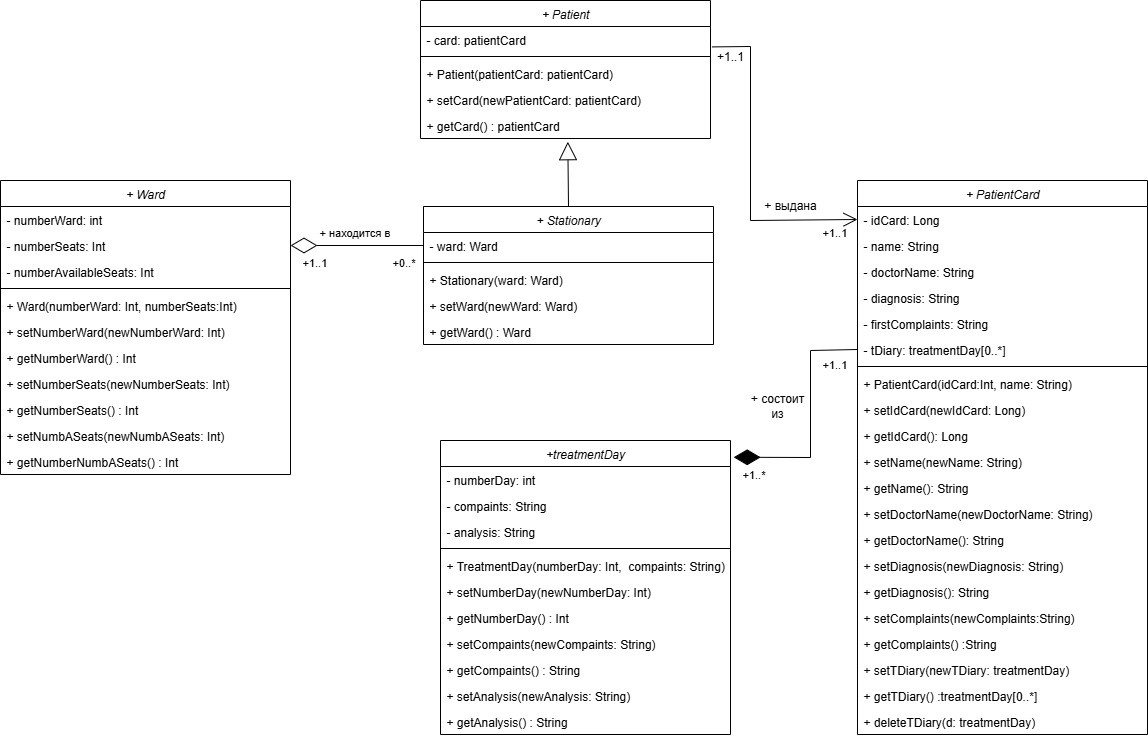 + Patient
- card: patientCard
+ Patient(patientCard: patientCard)
+ setCard(newPatientCard: patientCard)
+ getCard() : patientCard
+1..1
+ выдана
+1..1
+ Ward
- numberWard: int
- numberSeats: Int
- numberAvailableSeats: Int
+ Ward(numberWard: Int, numberSeats:Int)
+ setNumberWard(newNumberWard: Int)
+ getNumberWard() : Int
+ setNumberSeats(newNumberSeats: Int)
+ getNumberSeats() : Int
+ setNumbASeats(newNumbASeats: Int)
+ getNumberNumbASeats() : Int
+ находится в
+1..1
+0..*
+ Stationary
- ward: Ward
+ Stationary(ward: Ward)
+ setWard(newWard: Ward)
+ getWard() : Ward
+ PatientCard
- idCard: Long
- name: String
- doctorName: String
- diagnosis: String
- firstComplaints: String
- tDiary: treatmentDay[0..*]
+ PatientCard(idCard:Int, name: String)
+ setIdCard(newIdCard: Long)
+ getIdCard(): Long
+ setName(newName: String)
+ getName(): String
+ setDoctorName(newDoctorName: String)
+ getDoctorName(): String
+ setDiagnosis(newDiagnosis: String)
+ getDiagnosis(): String
+ setComplaints(newComplaints:String)
+ getComplaints() :String
+ setTDiary(newTDiary: treatmentDay)
+ getTDiary() :treatmentDay[0..*]
+ deleteTDiary(d: treatmentDay)
+1..1
+ состоит
из
+1..*
+treatmentDay
- numberDay: int
- compaints: String
- analysis: String
+ TreatmentDay(numberDay: Int,  compaints: String)
+ setNumberDay(newNumberDay: Int)
+ getNumberDay() : Int
+ setCompaints(newCompaints: String)
+ getCompaints() : String
+ setAnalysis(newAnalysis: String)
+ getAnalysis() : String